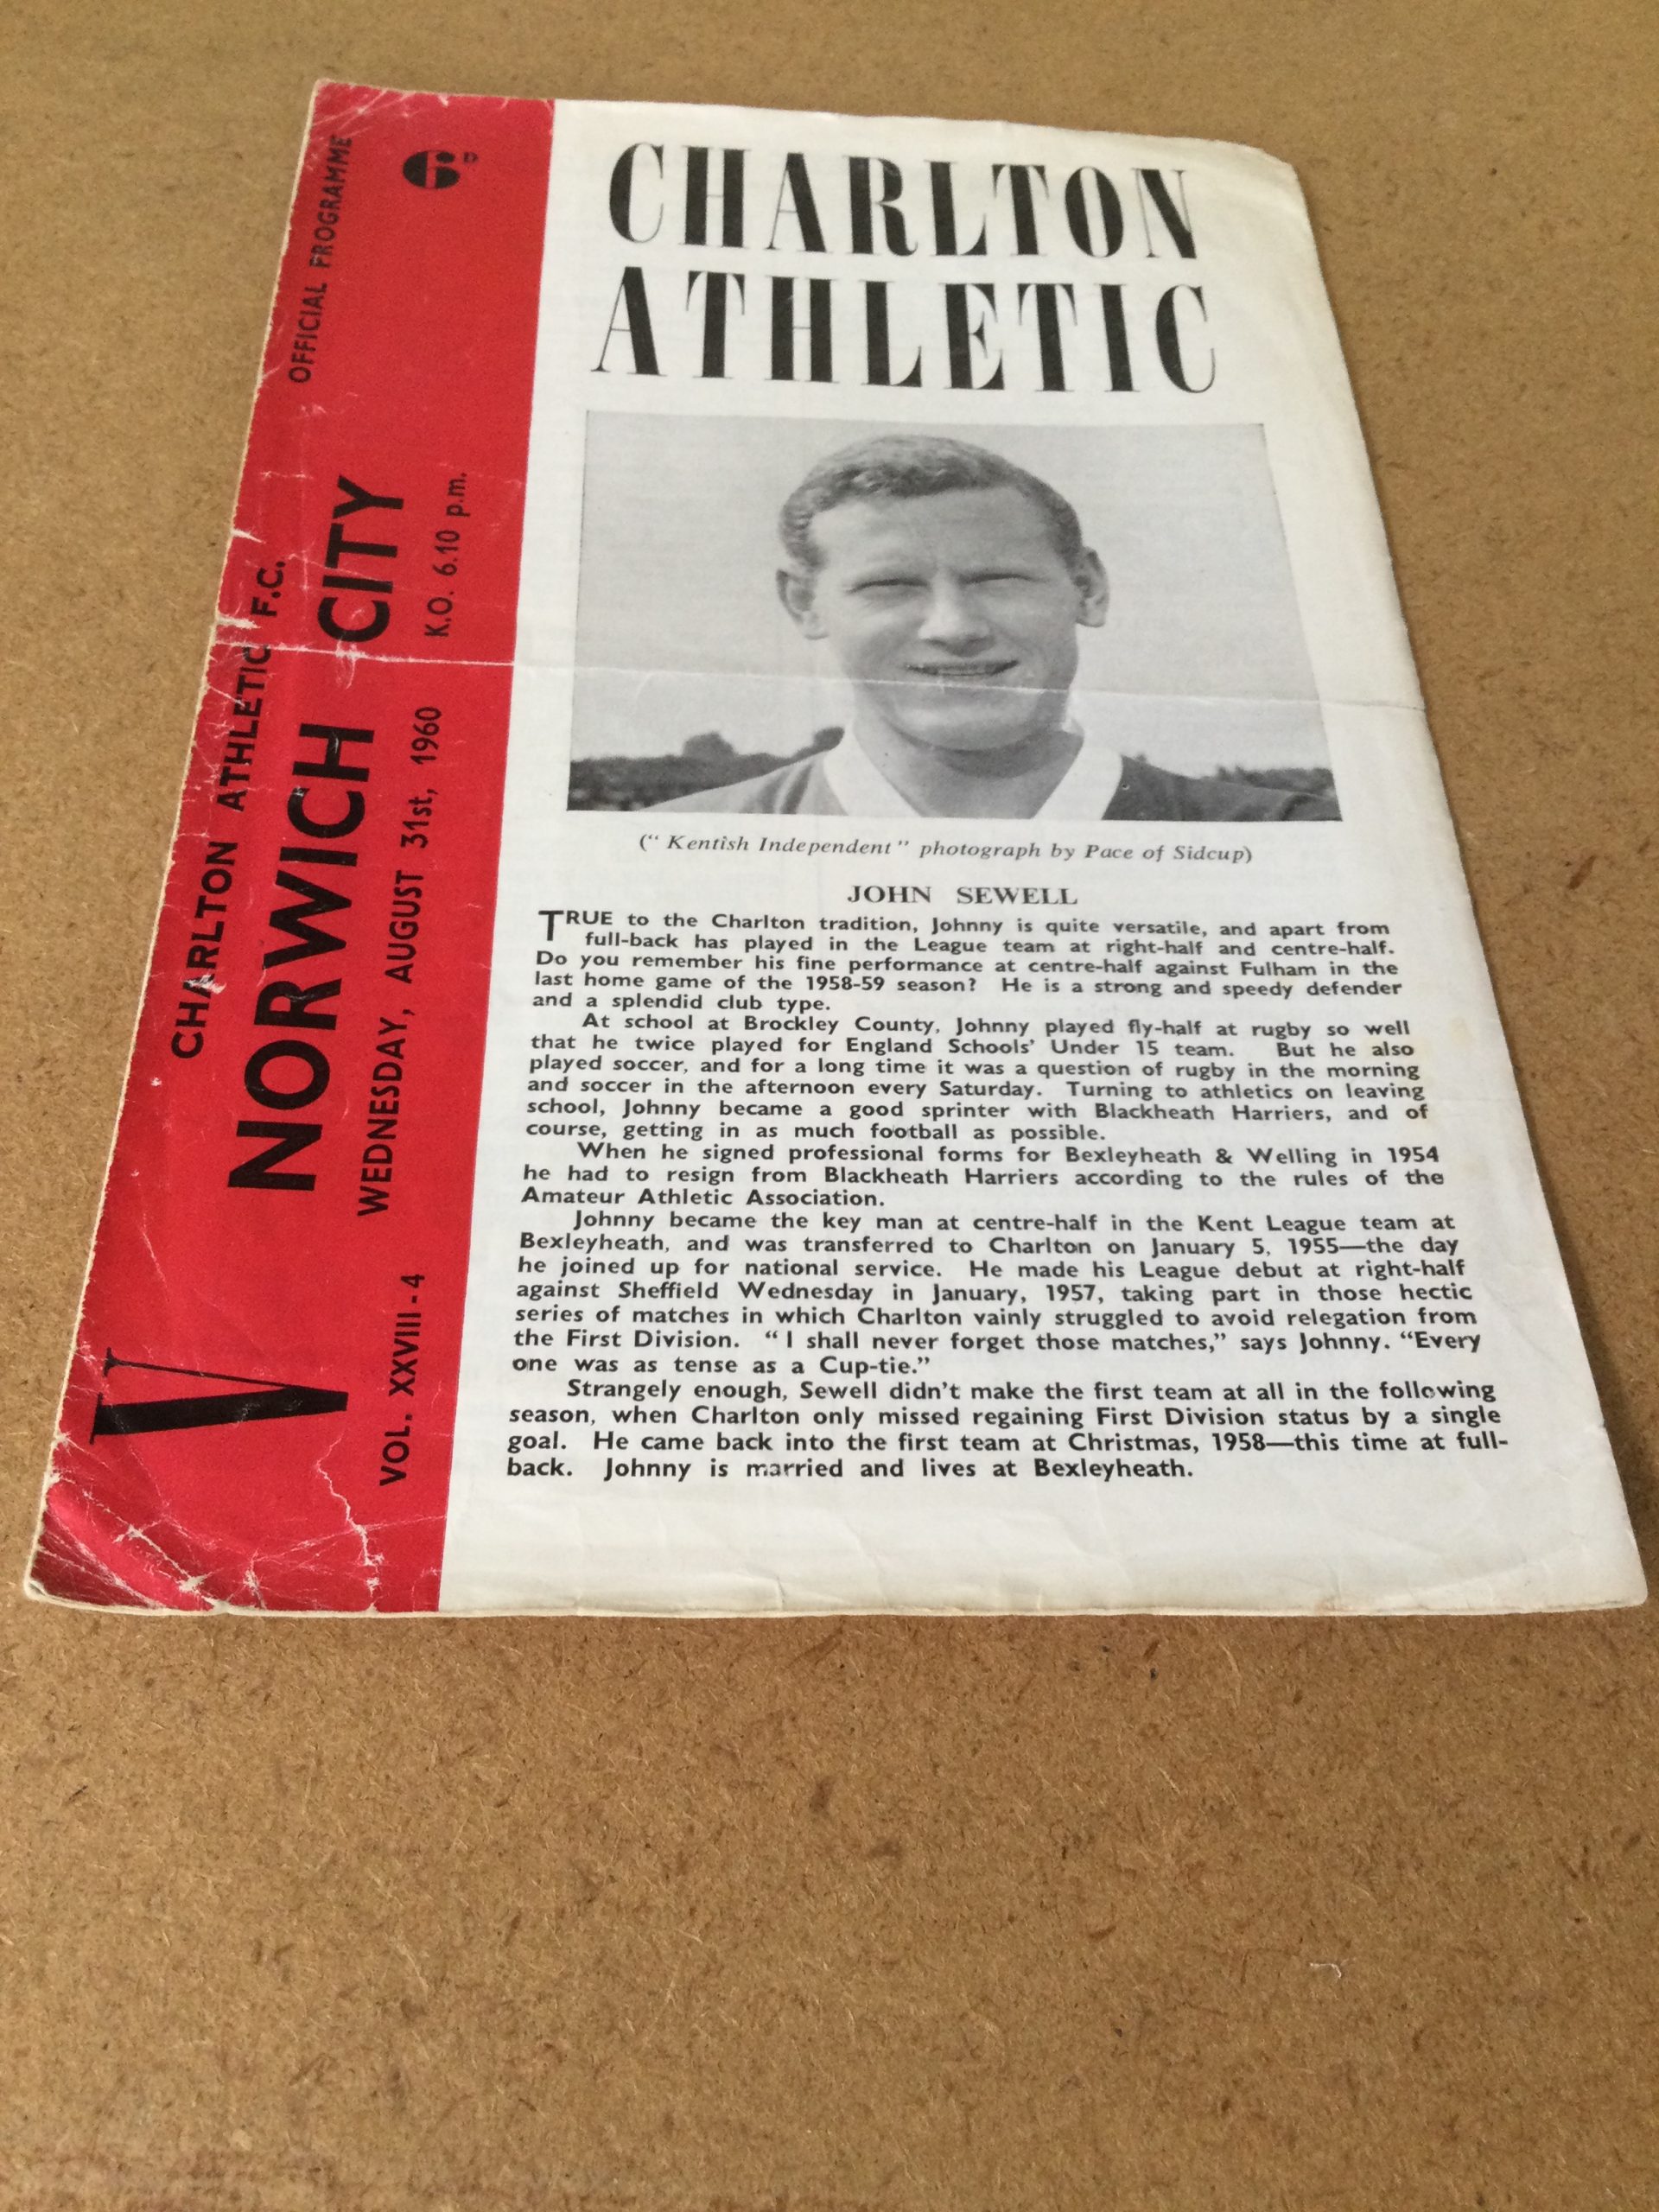 OFFICIAL PROGRAMME
6D
CHARLTON ATHLETIC F.C.
V NORWICH CITY
WEDNESDAY, AUGUST 31st, 1960 K.O. 6.10 p.m.
VOL. XXVIII-4
CHARLTON
ATHLETIC
(" Kentish Independent " photograph by Pace of Sidcup)
JOHN SEWELL
TRUE to the Charlton tradition, Johnny is quite versatile, and apart from
full-back has played in the League team at right-half and centre-half.
Do you remember his fine performance at centre-half against Fulham in the
last home game of the 1958-59 season? He is a strong and speedy defender
and a splendid club type.
At school at Brockley County, Johnny played fly-half at rugby so well
that he twice played for England Schools' Under 15 team. But he also
played soccer, and for a long time it was a question of rugby in the morning
and soccer in the afternoon every Saturday. Turning to athletics on leaving
school, Johnny became a good sprinter with Blackheath Harriers, and of
course, getting in as much football as possible.
When he signed professional forms for Bexleyheath & Welling in 1954
he had to resign from Blackheath Harriers according to the rules of the
Amateur Athletic Association.
Johnny became the key man at centre-half in the Kent League team at
Bexleyheath, and was transferred to Charlton on January 5, 1955—the day
he joined up for national service. He made his League debut at right-half
against Sheffield Wednesday in January, 1957, taking part in those hectic
series of matches in which Charlton vainly struggled to avoid relegation from
the First Division. "I shall never forget those matches," says Johnny. "Every
one was as tense as a Cup-tie."
Strangely enough, Sewell didn't make the first team at all in the following
season, when Charlton only missed regaining First Division status by a single
goal. He came back into the first team at Christmas, 1958—this time at full-
back. Johnny is married and lives at Bexleyheath.